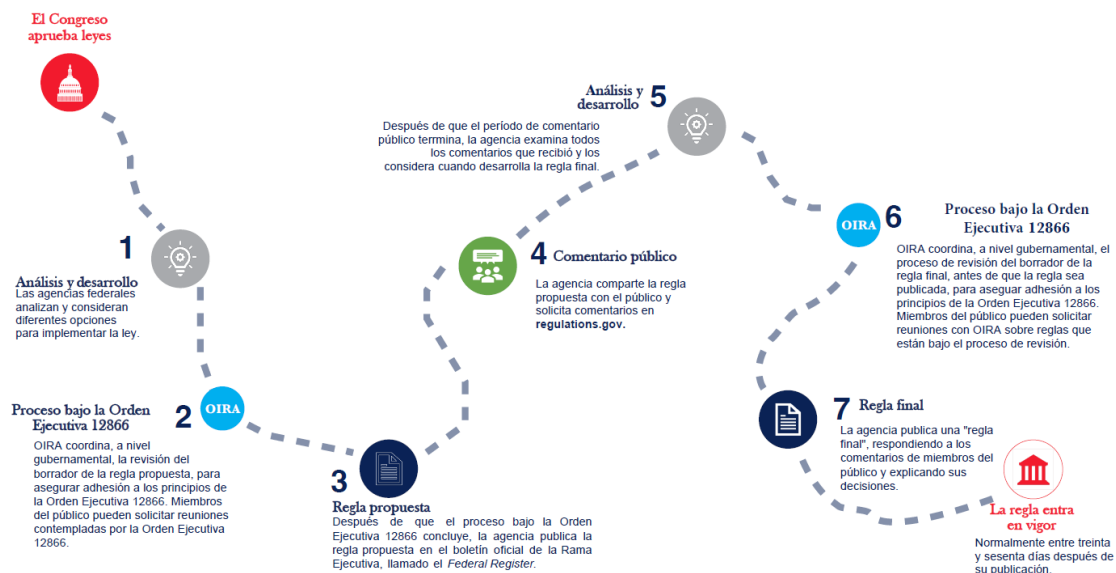 El Congreso
aprueba leyes
1
Análisis y desarrollo
Las agencias federales
analizan y consideran
diferentes opciones
para implementar la ley.
Proceso bajo la Orden
Ejecutiva 12866
2
OIRA
OIRA coordina, a nivel
gubernamental, la revisión del
borrador de la regla propuesta, para
asegurar adhesión a los principios de
la Orden Ejecutiva 12866. Miembros
del público pueden solicitar reuniones
contempladas por la Orden Ejecutiva
12866.
3
Regla propuesta
Después de que el proceso bajo la Orden
Ejecutiva 12866 concluye, la agencia publica la
regla propuesta en el boletín oficial de la Rama
Ejecutiva, llamado el Federal Register.
4 Comentario público
La agencia comparte la regla
propuesta con el público y
solicita comentarios en
regulations.gov.
Análisis y
desarrollo
5
Después de que el período de comentario
público terrmina, la agencia examina todos
los comentarios que recibió y los
considera cuando desarrolla la regla final.
OIRA
6
Proceso bajo la Orden
Ejecutiva 12866
OIRA coordina, a nivel gubernamental, el
proceso de revisión del borrador de la
regla final, antes de que la regla sea
publicada, para asegurar adhesión a los
principios de la Orden Ejecutiva 12866.
Miembros del público pueden solicitar
reuniones con OIRA sobre reglas que
están bajo el proceso de revisión.
7 Regla final
La agencia publica una "regla
final", respondiendo a los
comentarios de miembros del
público y explicando sus
decisiones.
La regla entra
en vigor
Normalmente entre treinta
y sesenta días después de
su publicación.